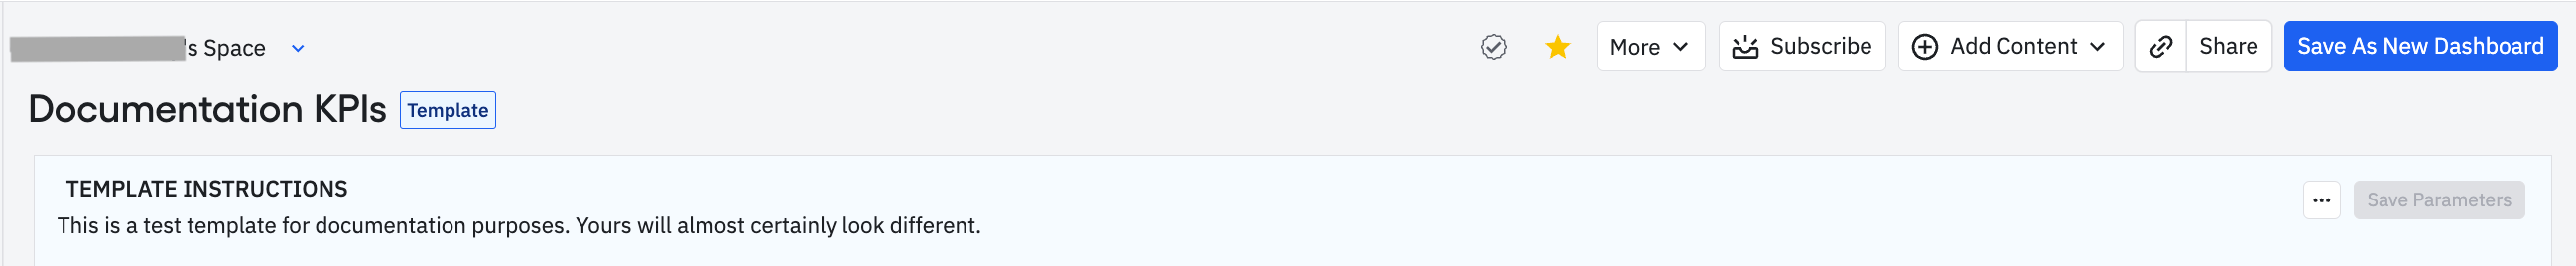 's Space
More
Subscribe
Add Content
Share
Save As New Dashboard
Documentation KPIs
Template
TEMPLATE INSTRUCTIONS
...
Save Parameters
This is a test template for documentation purposes. Yours will almost certainly look different.